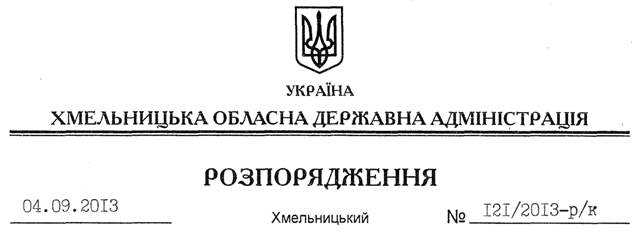 УКРАЇНА
ХМЕЛЬНИЦЬКА ОБЛАСНА ДЕРЖАВНА АДМІНІСТРАЦІЯ
РОЗПОРЯДЖЕННЯ
04.09.2013 Хмельницький № 121/2013-р/к